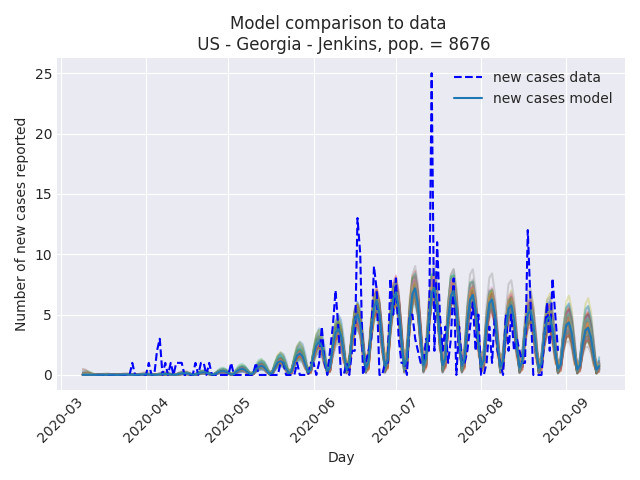 Model comparison to data
US - Georgia - Jenkins, pop. = 8676
new cases data
new cases model
Number of new cases reported
25
20
15
10
5
0
2020-03
2020-04
2020-05
2020-06
2020-07
2020-08
2020-09
Day